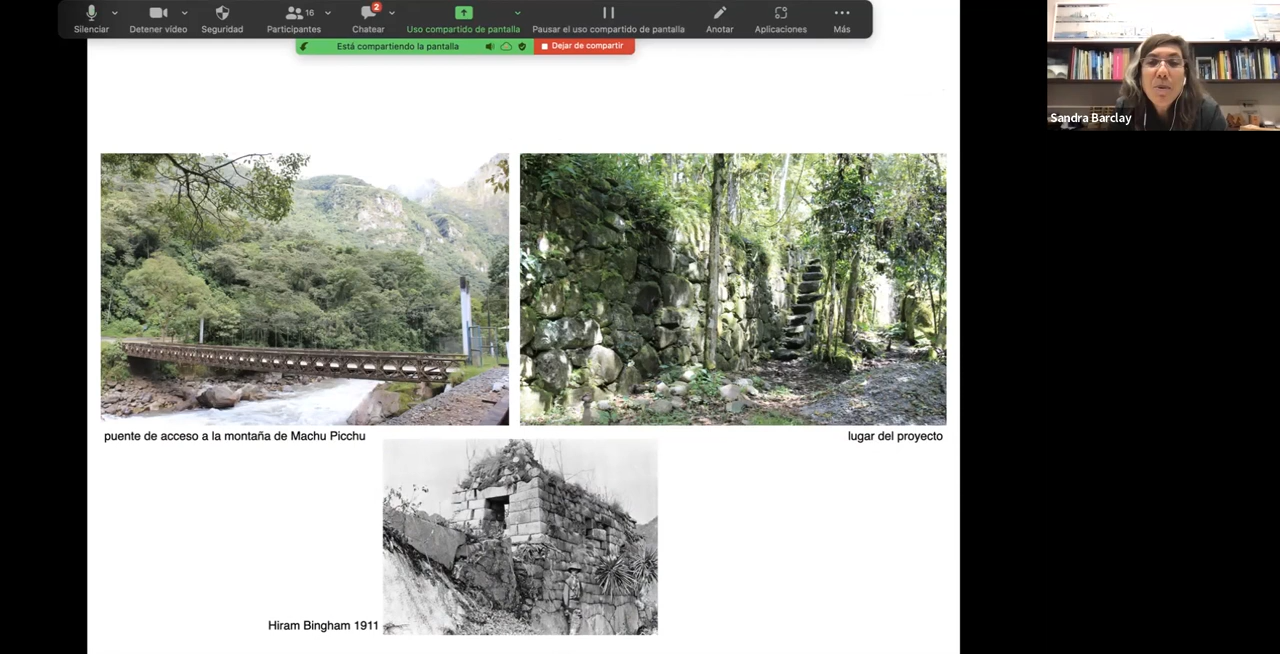 Silenciar
Detener vídeo
Seguridad
16
Participantes
2
Chatear
Uso compartido de pantalla
Pausar el uso compartido de pantalla
Anotar
Aplicaciones
Más
Está compartiendo la pantalla
Dejar de compartir
Sandra Barclay
puente de acceso a la montaña de Machu Picchu
lugar del proyecto
Hiram Bingham 1911